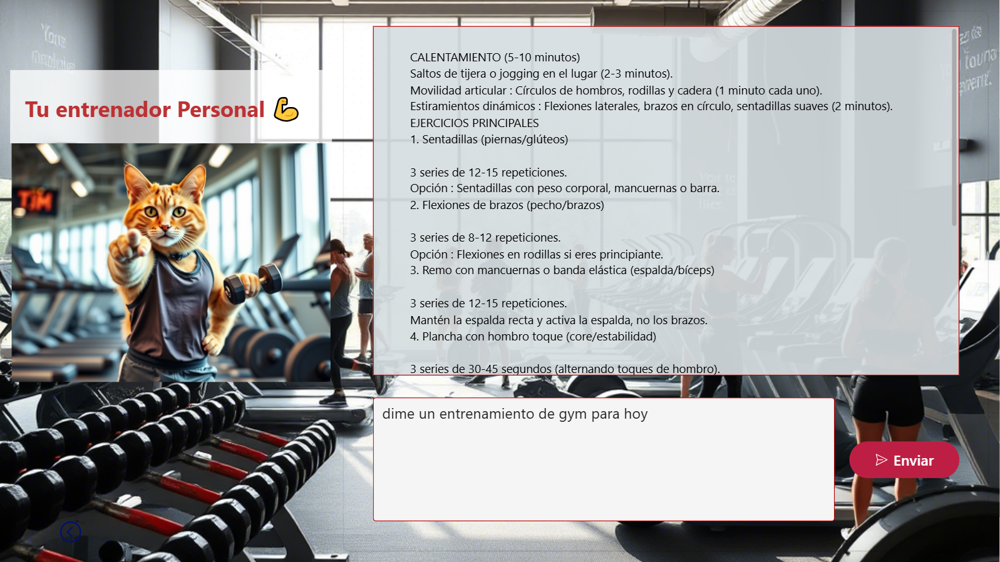 Tu entrenador Personal 💪
CALENTAMIENTO (5-10 minutos)
Saltos de tijera o jogging en el lugar (2-3 minutos).
Movilidad articular : Círculos de hombros, rodillas y cadera (1 minuto cada uno).
Estiramientos dinámicos : Flexiones laterales, brazos en círculo, sentadillas suaves (2 minutos).
EJERCICIOS PRINCIPALES
1. Sentadillas (piernas/glúteos)
3 series de 12-15 repeticiones.
Opción : Sentadillas con peso corporal, mancuernas o barra.
2. Flexiones de brazos (pecho/brazos)
3 series de 8-12 repeticiones.
Opción : Flexiones en rodillas si eres principiante.
3. Remo con mancuernas o banda elástica (espalda/bíceps)
3 series de 12-15 repeticiones.
Mantén la espalda recta y activa la espalda, no los brazos.
4. Plancha con hombro toque (core/estabilidad)
3 series de 30-45 segundos (alternando toques de hombro).
dime un entrenamiento de gym para hoy
Enviar